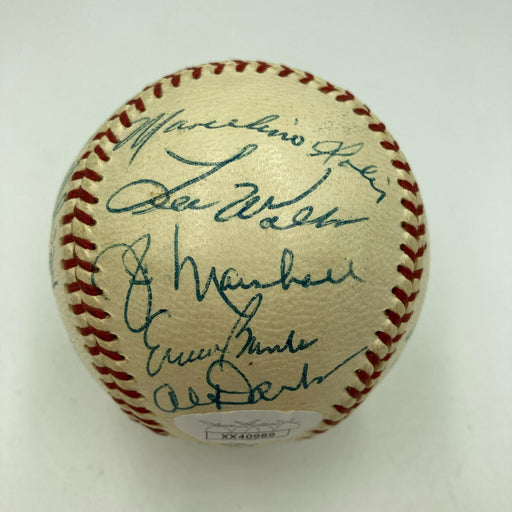 Marcelino Solis
Lee Walls
Jim Marshall
Ernie Banks
Al Dark
XX40989